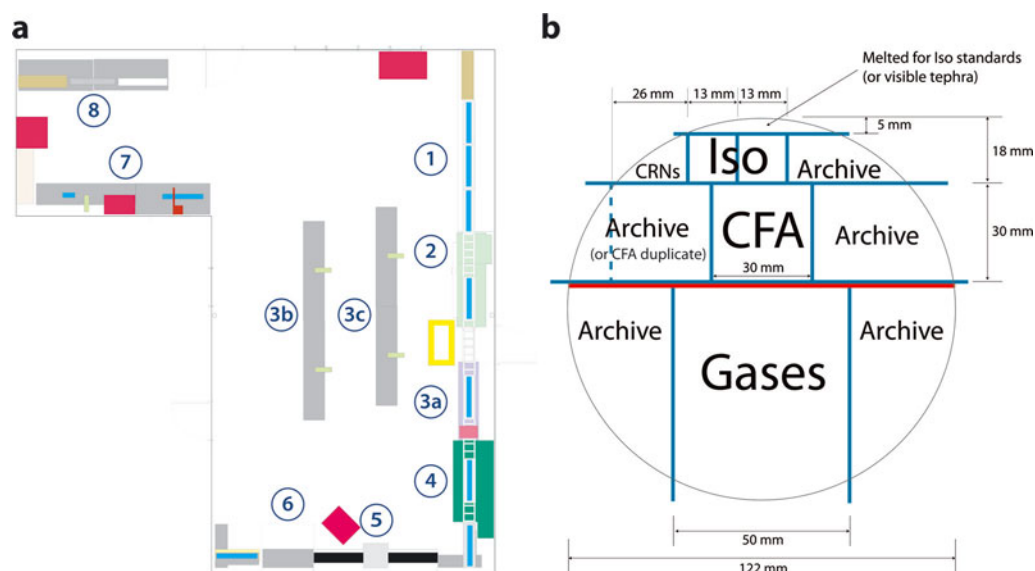 a
8
7
1
2
3b
3c
3a
4
6
5
b
Melted for Iso standards
(or visible tephra)
26 mm
13 mm
13 mm
5 mm
18 mm
Iso
CRNs
Archive
Archive
(or CFA duplicate)
CFA
30 mm
Archive
30 mm
Archive
Gases
Archive
50 mm
122 mm